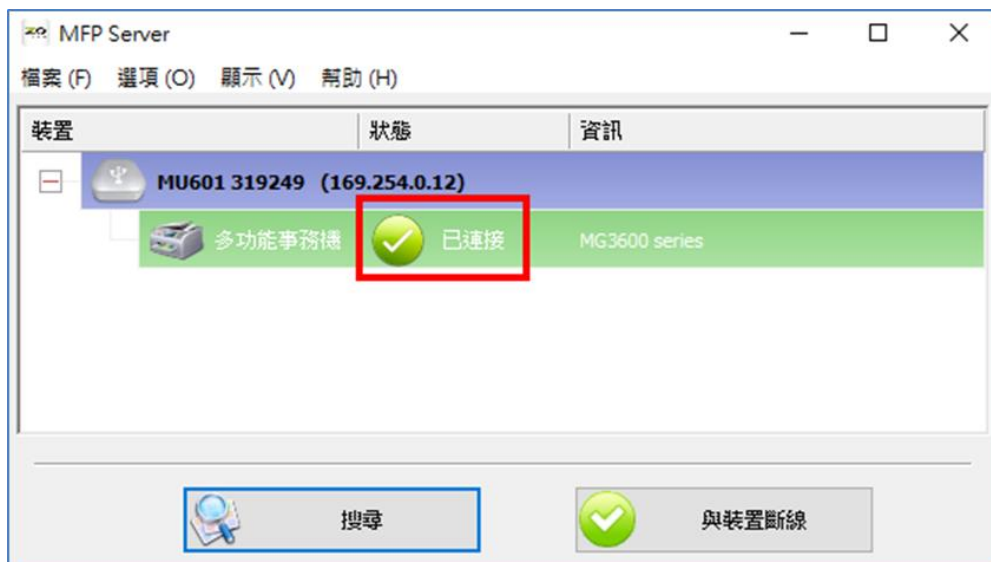 MFP Server
檔案 (F) 選項 (O) 顯示 (V) 幫助 (H)
裝置 狀態 資訊
MU601 319249 (169.254.0.12)
多功能事務機 已連接 MG3600 series
搜尋 與裝置斷線